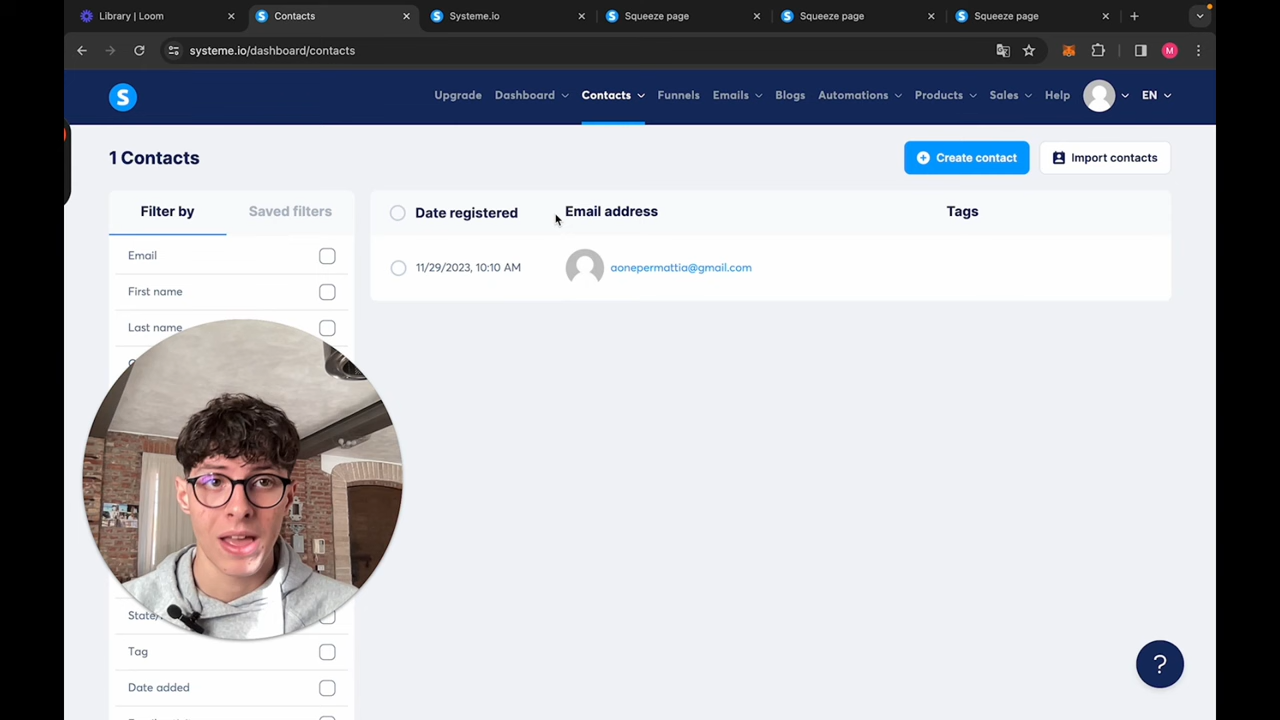 Library | Loom
Contacts
Systeme.io
Squeeze page
Squeeze page
Squeeze page
systeme.io/dashboard/contacts
M
S
Upgrade
Dashboard
Contacts
Funnels
Emails
Blogs
Automations
Products
Sales
Help
EN
1 Contacts
Create contact
Import contacts
Filter by
Saved filters
Date registered
Email address
Tags
Email
11/29/2023, 10:10 AM
aonepermattia@gmail.com
First name
Last name
Tag
Date added
?